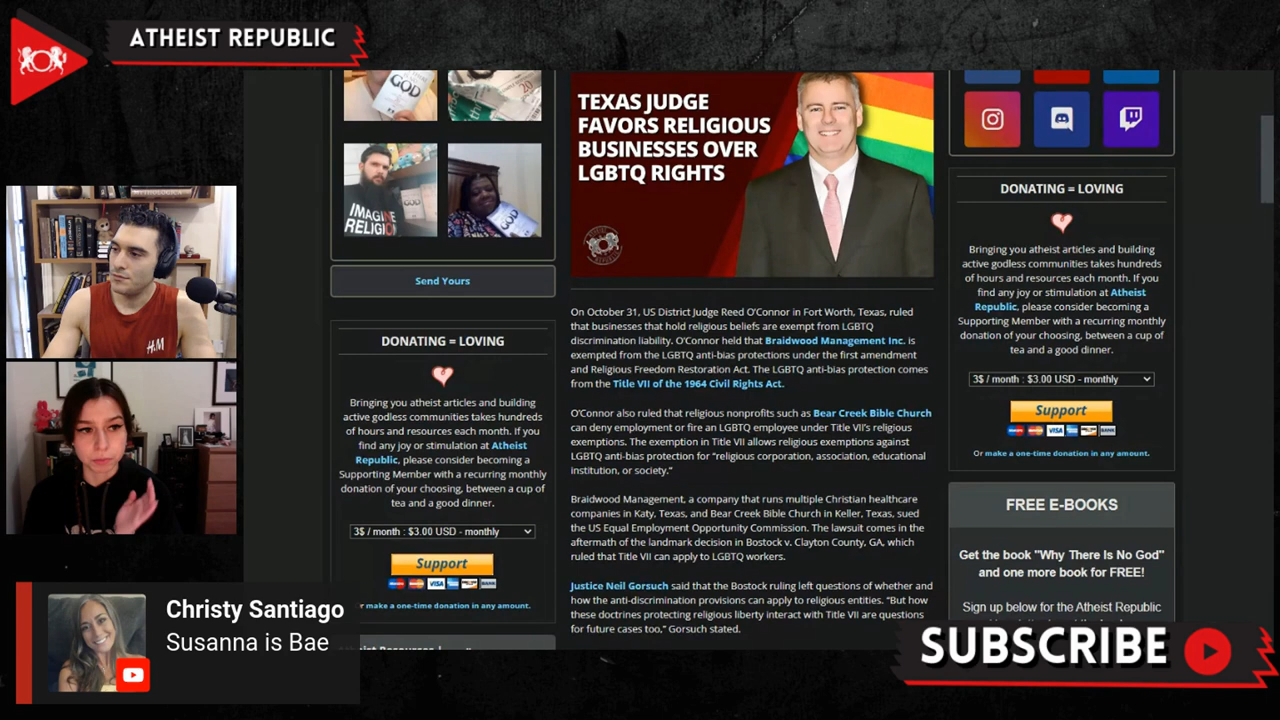 ATHEIST REPUBLIC
GOD
GOD
IMAGINE
RELIGION
GOD
Send Yours
DONATING = LOVING
Bringing you atheist articles and building
active godless communities takes hundreds
of hours and resources each month. If you
find any joy or stimulation at Atheist
Republic, please consider becoming a
Supporting Member with a recurring monthly
donation of your choosing, between a cup of
tea and a good dinner.
3$ / month : $3.00 USD - monthly
Support
VISA
BANK
r make a one-time donation in any amount.
TEXAS JUDGE
FAVORS RELIGIOUS
BUSINESSES OVER
LGBTQ RIGHTS
On October 31, US District Judge Reed O'Connor in Fort Worth, Texas, ruled
that businesses that hold religious beliefs are exempt from LGBTQ
discrimination liability. O'Connor held that Braidwood Management Inc. is
exempted from the LGBTQ anti-bias protections under the first amendment
and Religious Freedom Restoration Act. The LGBTQ anti-bias protection comes
from the Title VII of the 1964 Civil Rights Act.
O'Connor also ruled that religious nonprofits such as Bear Creek Bible Church
can deny employment or fire an LGBTQ employee under Title VII's religious
exemptions. The exemption in Title VII allows religious exemptions against
LGBTQ anti-bias protection for "religious corporation, association, educational
institution, or society."
Braidwood Management, a company that runs multiple Christian healthcare
companies in Katy, Texas, and Bear Creek Bible Church in Keller, Texas, sued
the US Equal Employment Opportunity Commission. The lawsuit comes in the
aftermath of the landmark decision in Bostock v. Clayton County, GA, which
ruled that Title VII can apply to LGBTQ workers.
Justice Neil Gorsuch said that the Bostock ruling left questions of whether and
how the anti-discrimination provisions can apply to religious entities. "But how
these doctrines protecting religious liberty interact with Title VII are questions
for future cases too," Gorsuch stated.
DONATING = LOVING
Bringing you atheist articles and building
active godless communities takes hundreds
of hours and resources each month. If you
find any joy or stimulation at Atheist
Republic, please consider becoming a
Supporting Member with a recurring monthly
donation of your choosing, between a cup of
tea and a good dinner.
3$ / month : $3.00 USD - monthly
Support
VISA
BANK
Or make a one-time donation in any amount.
FREE E-BOOKS
Get the book "Why There Is No God"
and one more book for FREE!
Sign up below for the Atheist Republic
H&M
Christy Santiago
Susanna is Bae
SUBSCRIBE